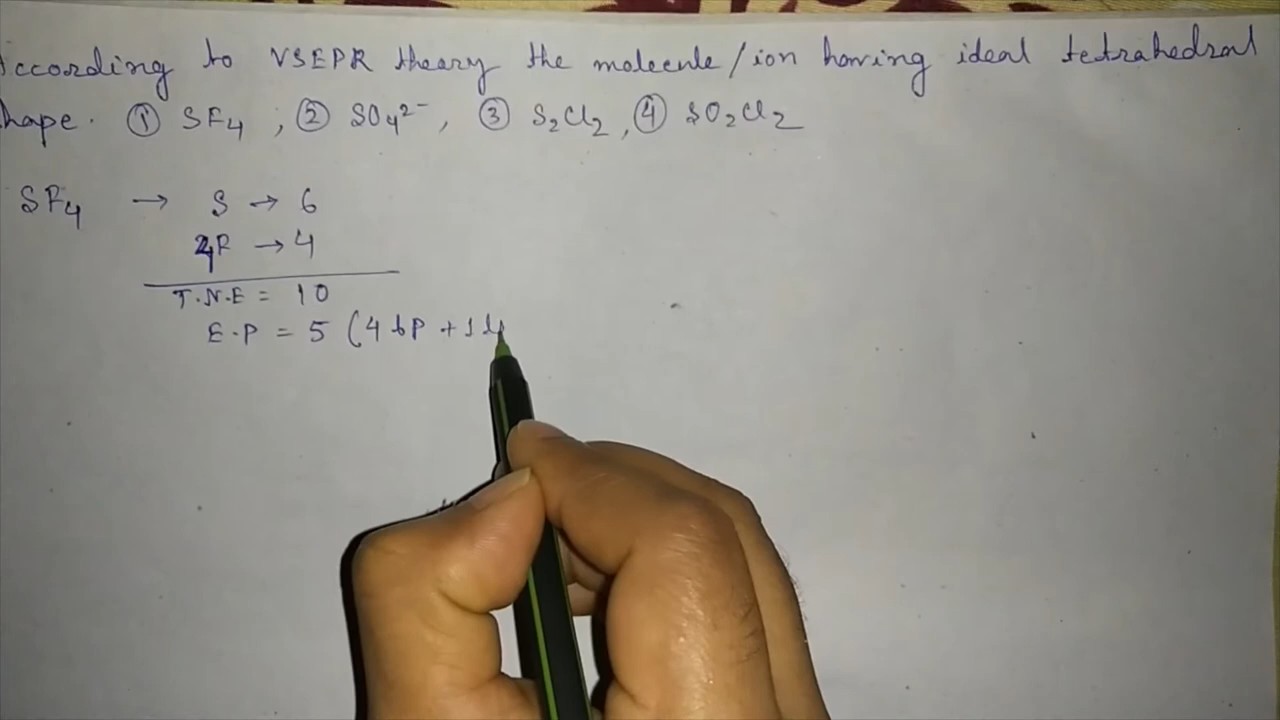 ccording to VSEPR theory the molecule/ion having ideal tetrahedral
hape. ① SF4 ; ② SO4²⁻, ③ S2Cl2, ④ SO2Cl2
SF4 → S → 6
4F → 4
T.N.E = 10
E.P = 5 (4 bp + 1 l